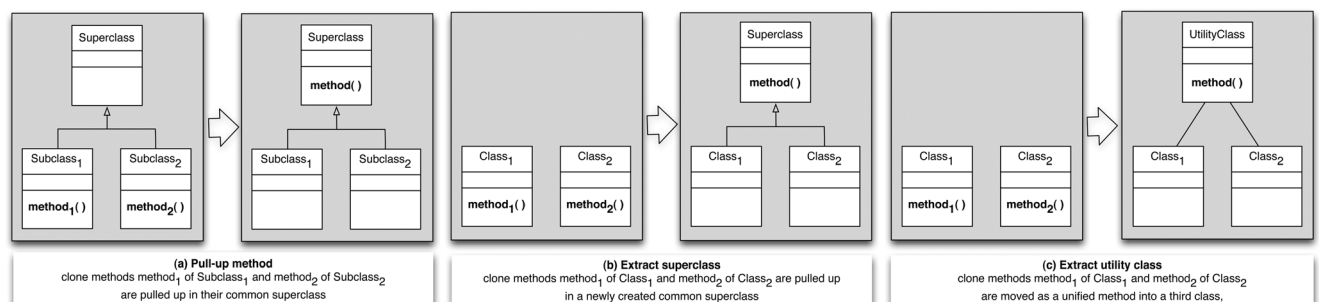 Superclass
Subclass1
method1( )
Subclass2
method2( )
Superclass
method( )
Subclass1
Subclass2
(a) Pull-up method
clone methods method1 of Subclass1 and method2 of Subclass2
are pulled up in their common superclass
Class1
method1( )
Class2
method2( )
Superclass
method( )
Class1
Class2
(b) Extract superclass
clone methods method1 of Class1 and method2 of Class2 are pulled up
in a newly created common superclass
Class1
method1( )
Class2
method2( )
UtilityClass
method( )
Class1
Class2
(c) Extract utility class
clone methods method1 of Class1 and method2 of Class2
are moved as a unified method into a third class,